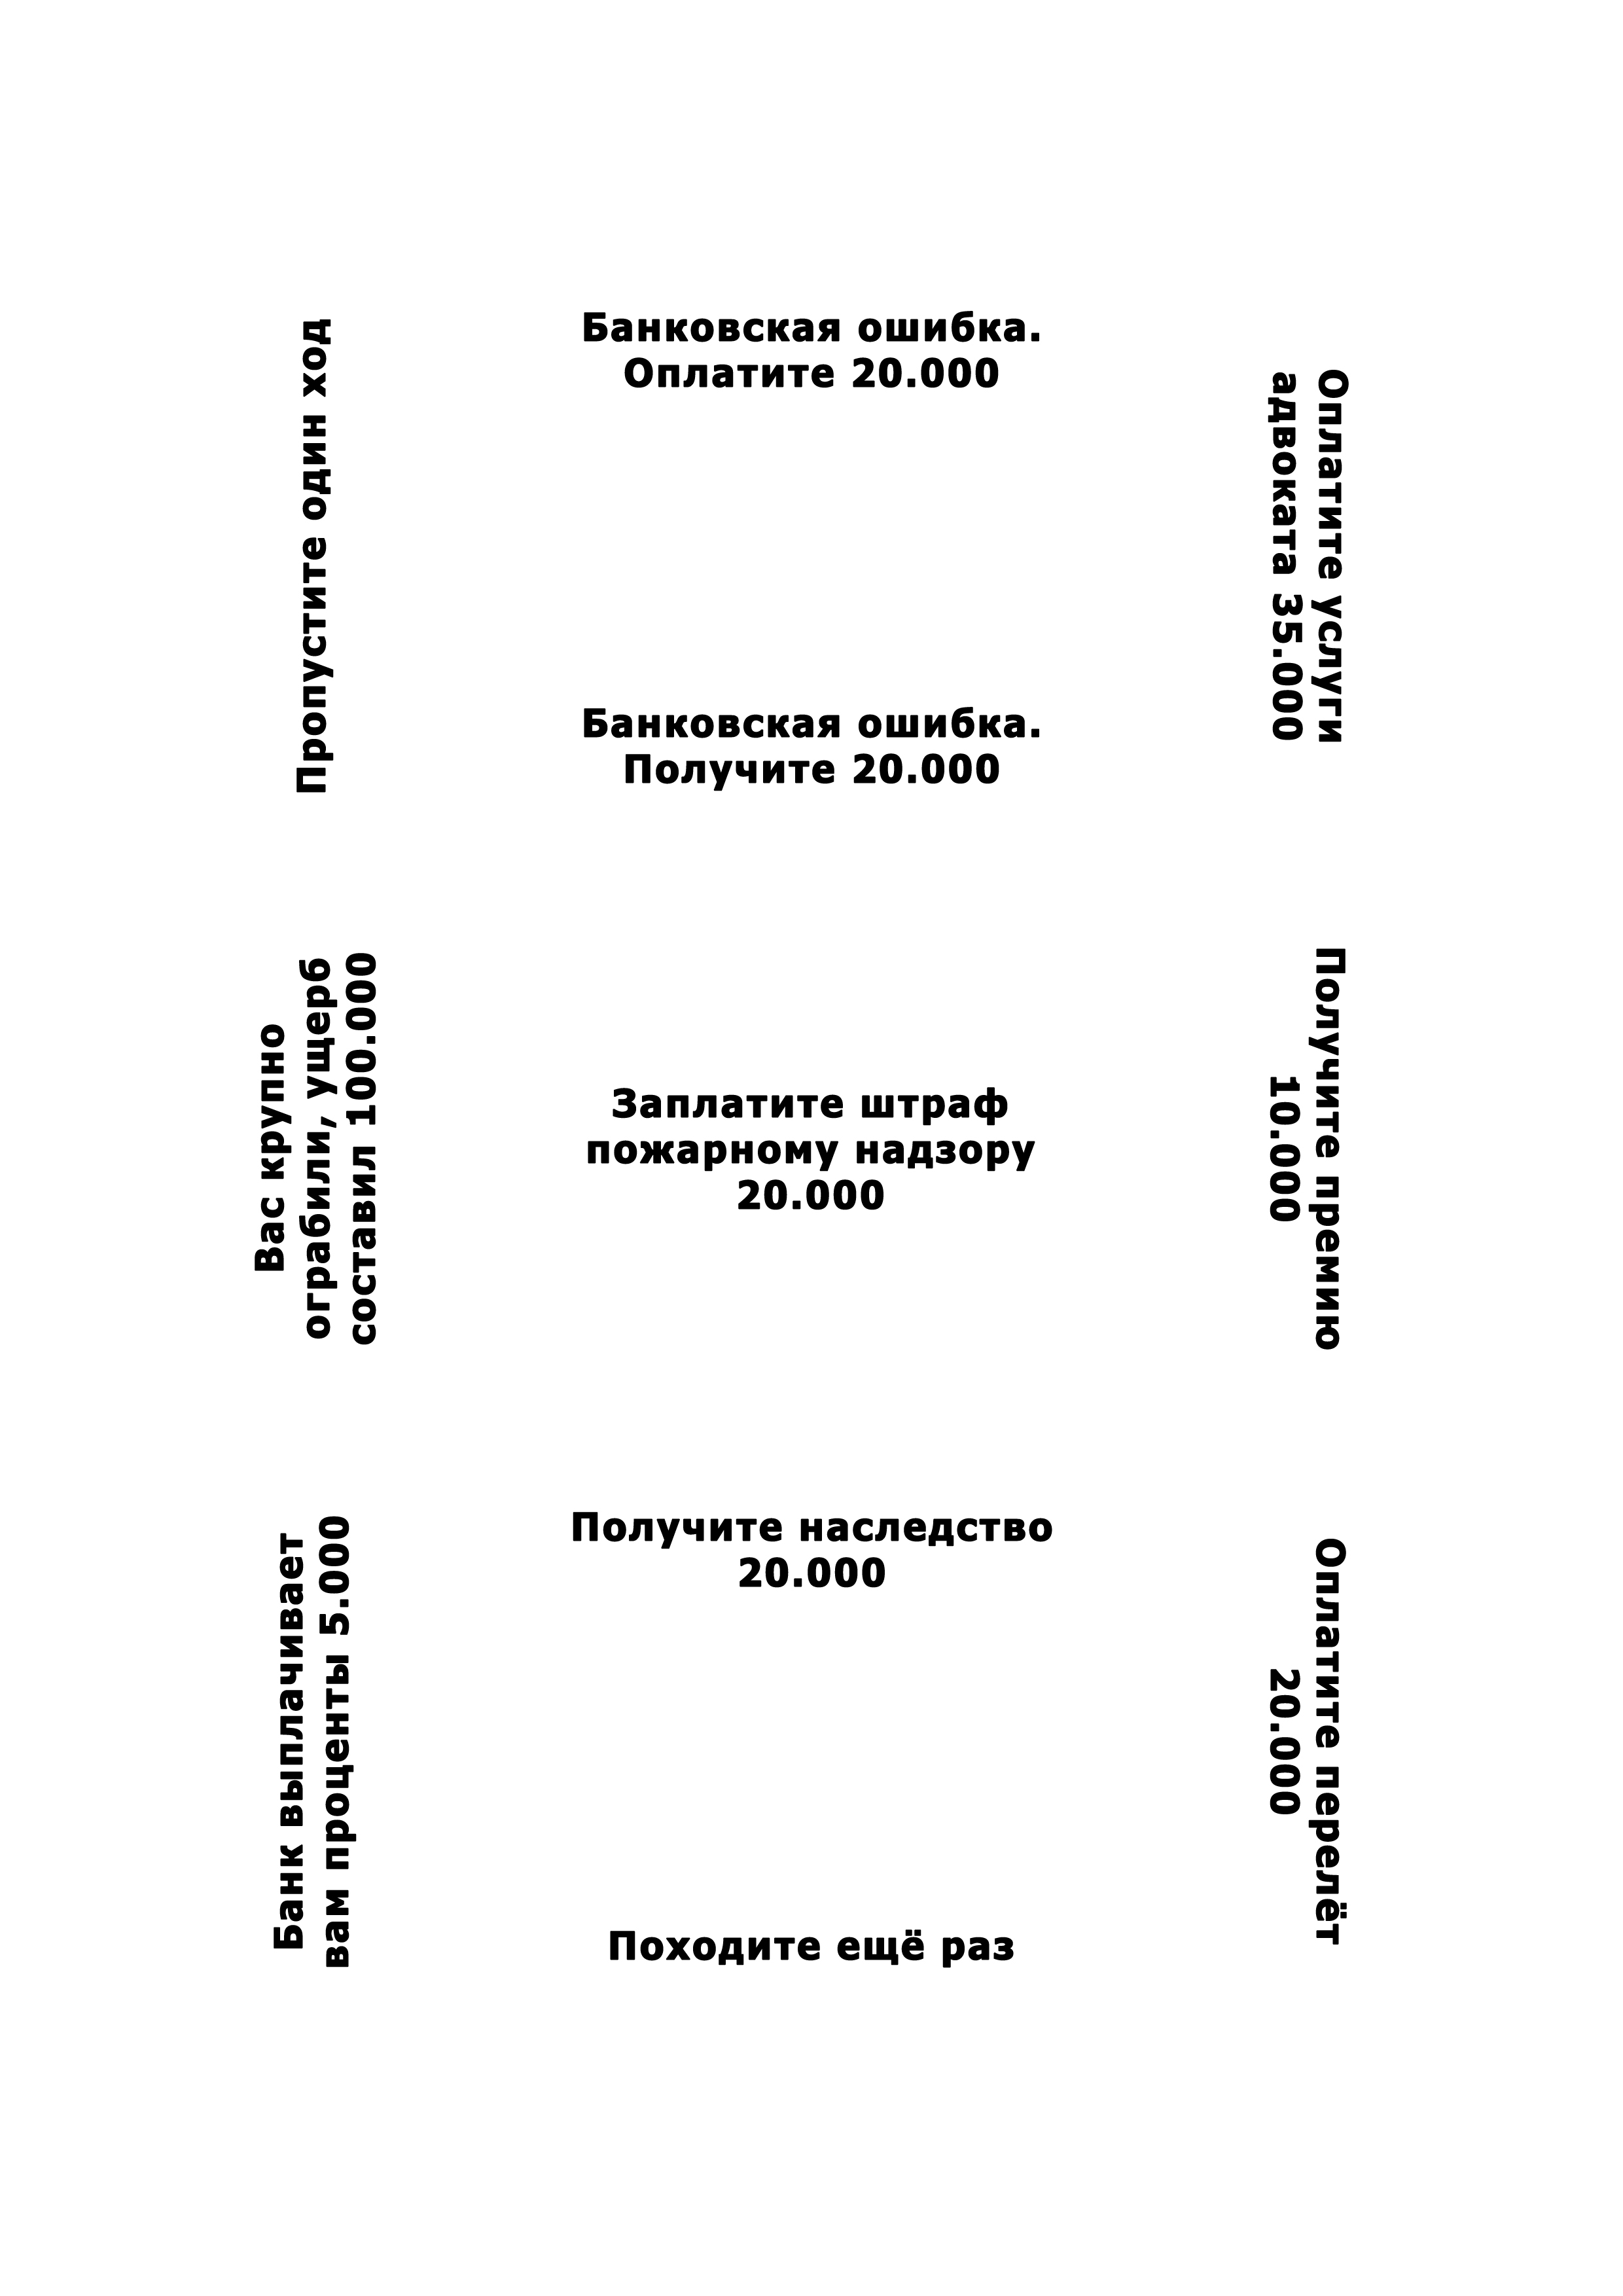 Пропустите один ход
Банковская ошибка.
Оплатите 20.000
Оплатите услуги
адвоката 35.000
Банковская ошибка.
Получите 20.000
Вас крупно
ограбили, ущерб
составил 100.000
Заплатите штраф
пожарному надзору
20.000
Получите премию
10.000
Банк выплачивает
вам проценты 5.000
Получите наследство
20.000
Оплатите перелёт
20.000
Походите ещё раз